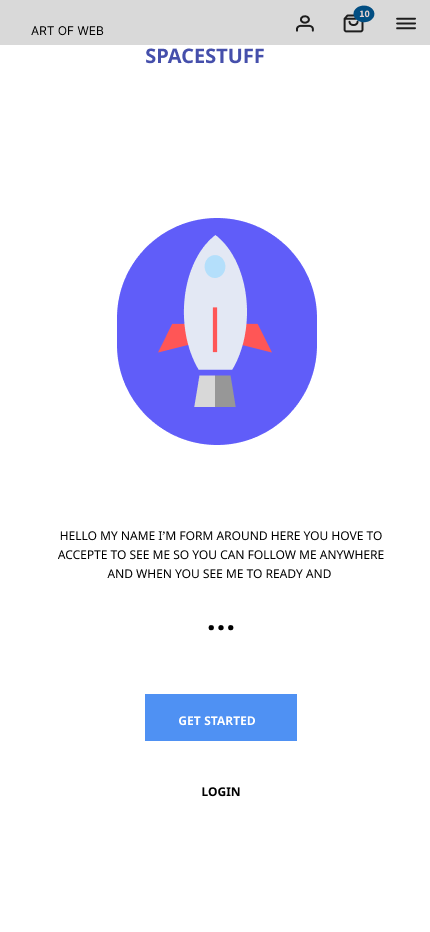 ART OF WEB
10
SPACESTUFF
HELLO MY NAME I'M FORM AROUND HERE YOU HOVE TO
ACCEPTE TO SEE ME SO YOU CAN FOLLOW ME ANYWHERE
AND WHEN YOU SEE ME TO READY AND
GET STARTED
LOGIN